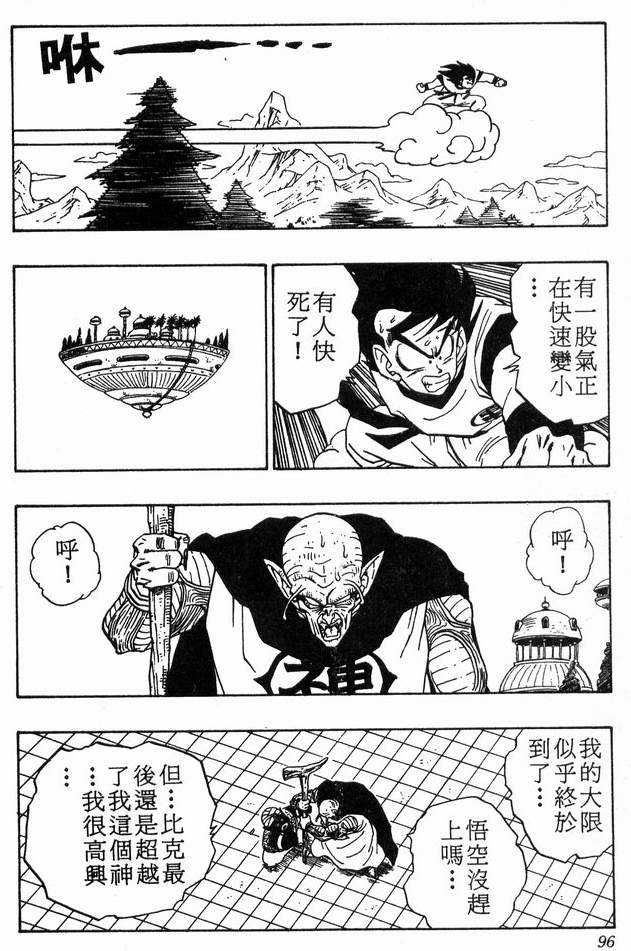 咻
有一股氣正
在快速變小
…
有人快
死了！
呼！
呼！
神
我的大限
似乎終於
到了…
悟空沒趕
上嗎…
但…比克最
後還是超越
了我這個神
…我很高興
…
96